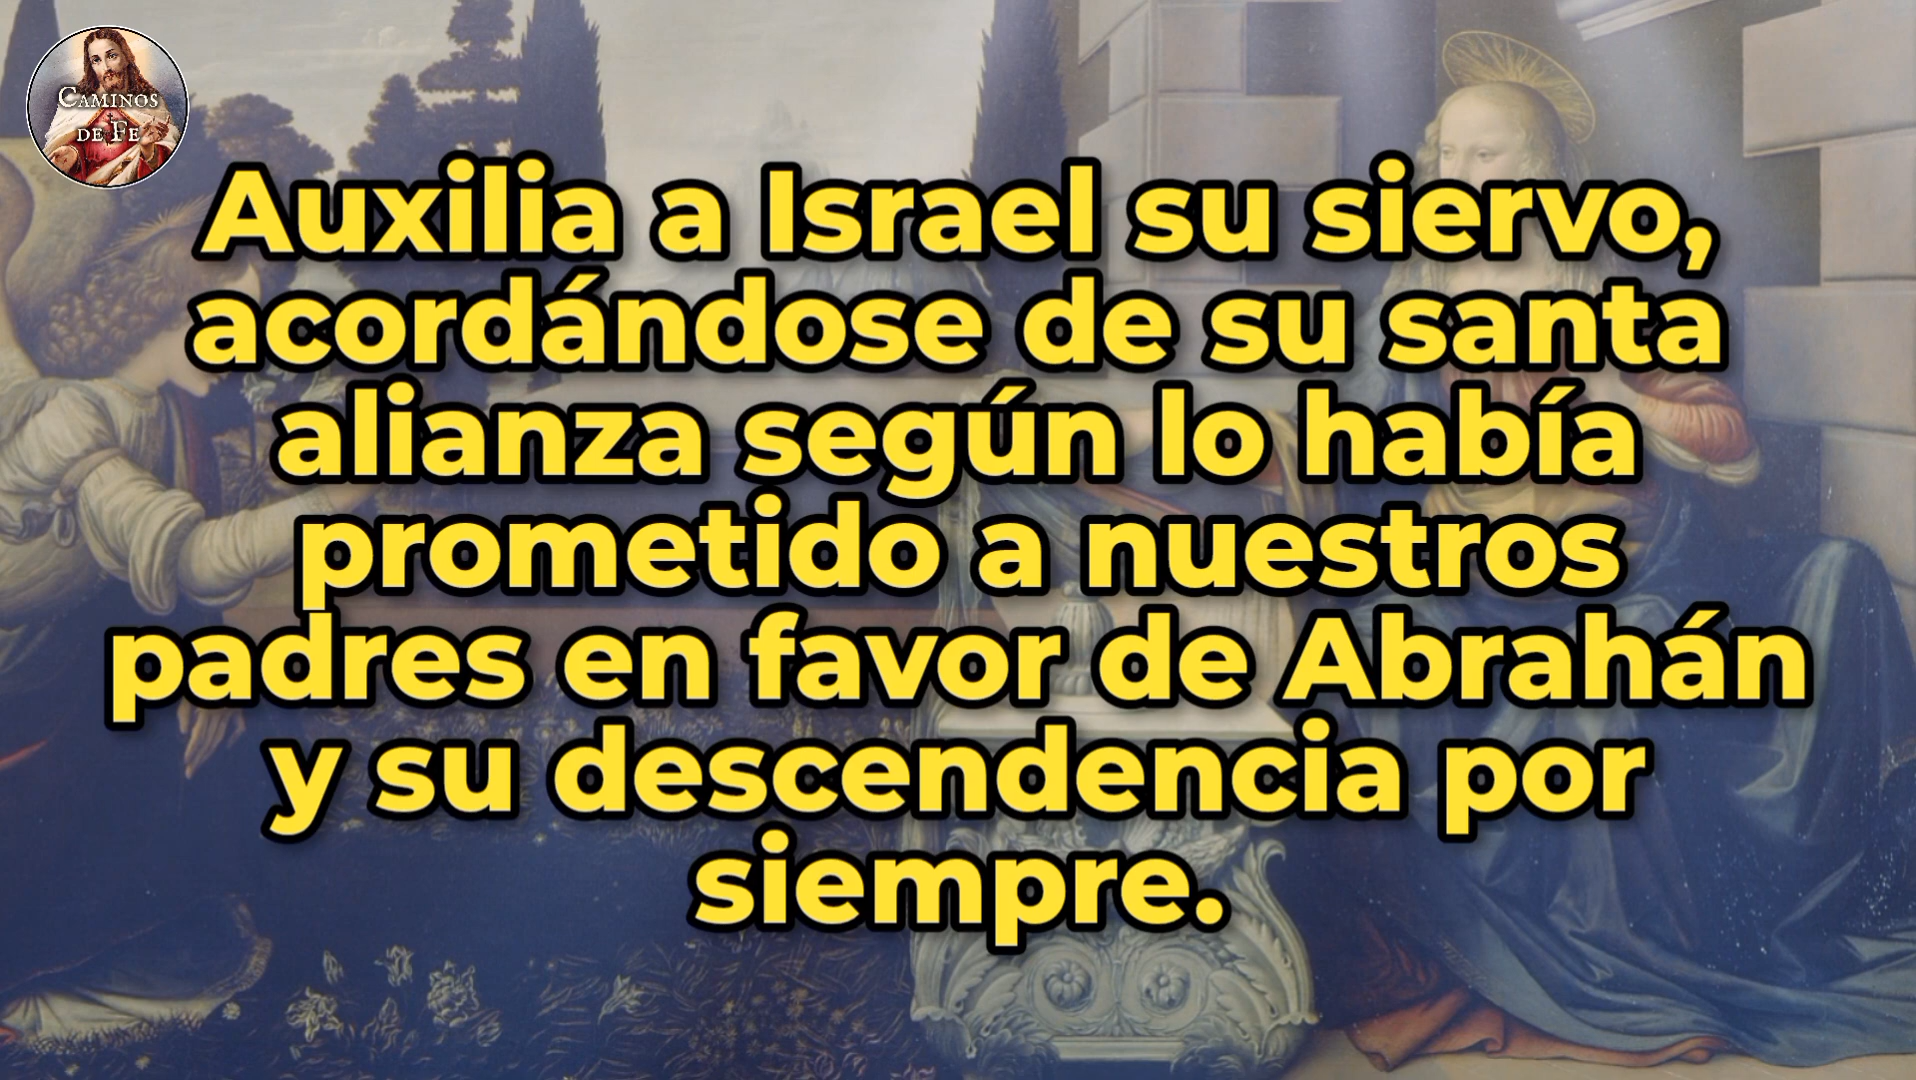 CAMINOS
DE FE
Auxilia a Israel su siervo,
acordándose de su santa
alianza según lo había
prometido a nuestros
padres en favor de Abrahán
y su descendencia por
siempre.